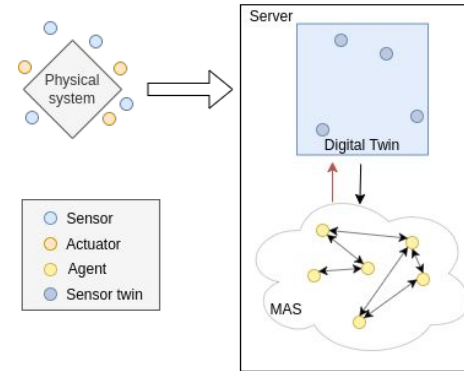 Server
Physical
system
Digital Twin
Sensor
Actuator
Agent
Sensor twin
MAS